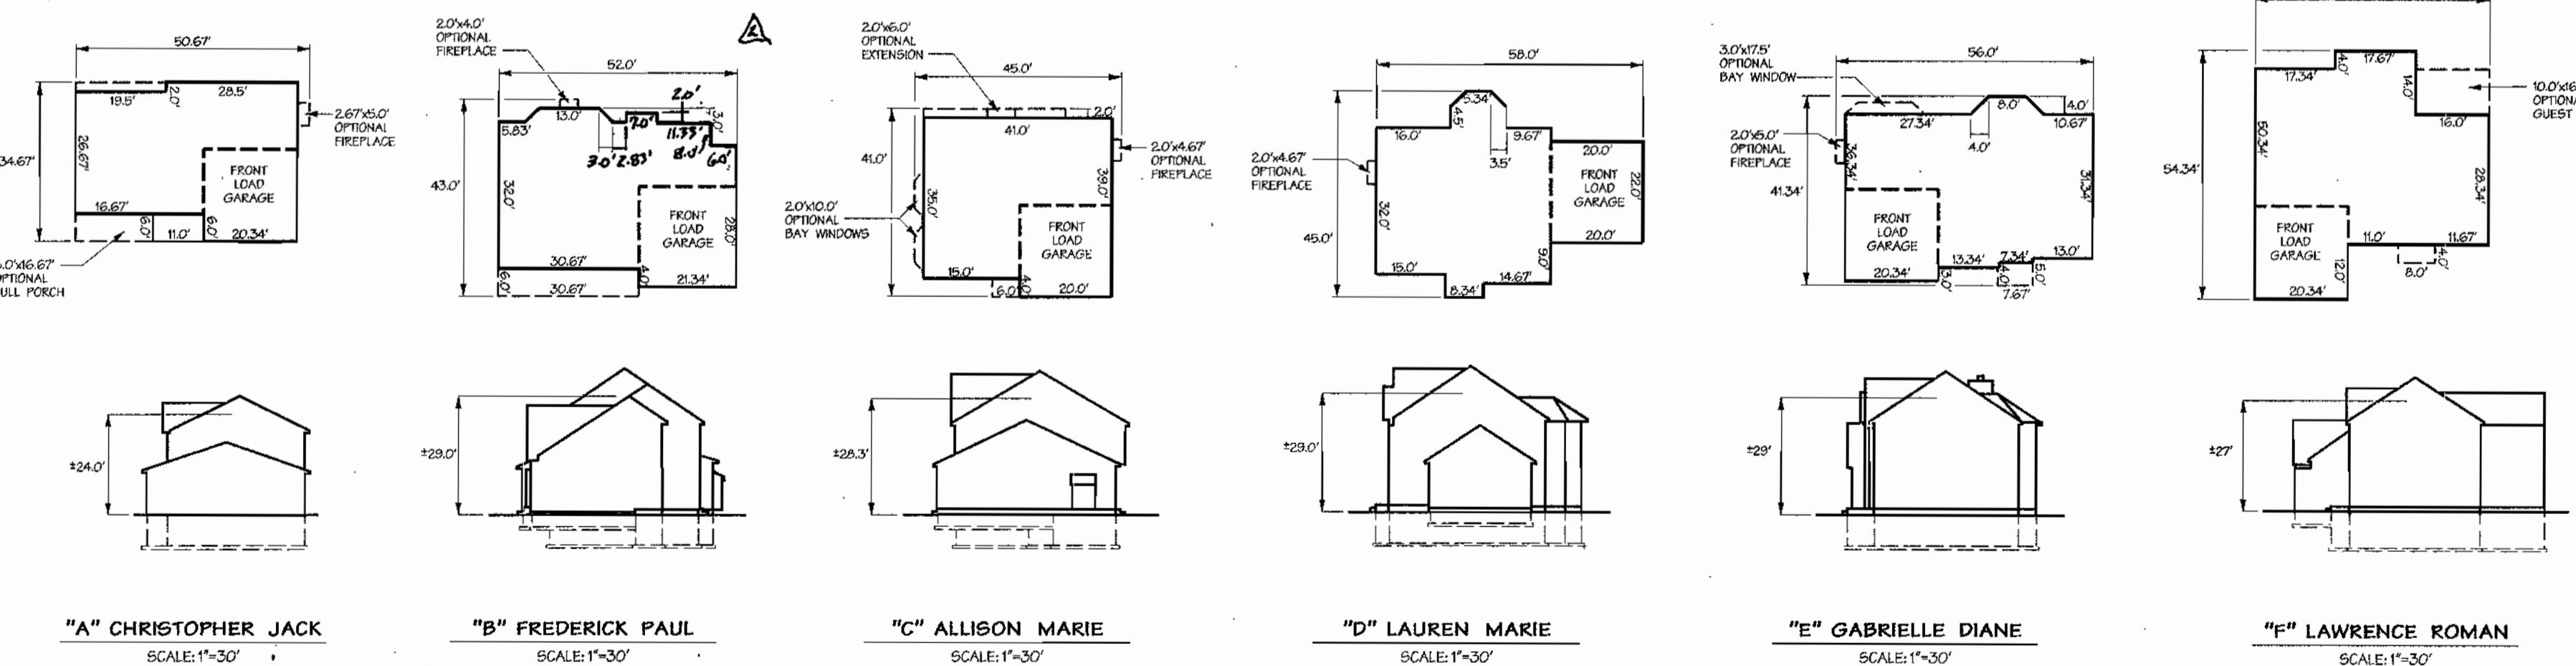 50.67'
19.5'
2.0'
28.5'
2.67'x5.0'
OPTIONAL
FIREPLACE
34.67'
26.67'
FRONT
LOAD
GARAGE
16.67'
6.0'
11.0'
6.0'
20.34'
.0'x16.67'
OPTIONAL
ULL PORCH
±24.0'
"A" CHRISTOPHER JACK
SCALE: 1"=30'
2.0'x4.0'
OPTIONAL
FIREPLACE
2
52.0'
2.0'
5.83'
13.0'
7.0'
11.33'
3.0'
3.0'
2.83'
8.0'
6.0'
43.0'
32.0'
FRONT
LOAD
GARAGE
28.0'
30.67'
4.0'
21.34'
6.0'
30.67'
±29.0'
"B" FREDERICK PAUL
SCALE: 1"=30'
2.0'x6.0'
OPTIONAL
EXTENSION
45.0'
2.0'
41.0'
41.0'
35.0'
39.0'
2.0'x4.67'
OPTIONAL
FIREPLACE
2.0'x10.0'
OPTIONAL
BAY WINDOWS
FRONT
LOAD
GARAGE
15.0'
4.0'
6.0'
20.0'
±28.3'
"C" ALLISON MARIE
SCALE: 1"=30'
58.0'
5.34'
4.5'
16.0'
9.67'
3.5'
20.0'
2.0'x4.67'
OPTIONAL
FIREPLACE
FRONT
LOAD
GARAGE
22.0'
32.0'
45.0'
20.0'
9.0'
15.0'
14.67'
8.34'
±29.0'
"D" LAUREN MARIE
SCALE: 1"=30'
3.0'x17.5'
OPTIONAL
BAY WINDOW
56.0'
8.0'
4.0'
27.34'
10.67'
4.0'
2.0'x5.0'
OPTIONAL
FIREPLACE
36.34'
31.34'
41.34'
FRONT
LOAD
GARAGE
20.34'
3.0'
13.34'
7.34'
13.0'
4.0'
5.0'
7.67'
±29'
"E" GABRIELLE DIANE
SCALE: 1"=30'
17.67'
4.0'
17.34'
14.0'
10.0'x16
OPTION
GUEST
16.0'
50.34'
54.34'
28.34'
FRONT
LOAD
GARAGE
11.0'
11.67'
4.0'
12.0'
8.0'
20.34'
±27'
"F" LAWRENCE ROMAN
SCALE: 1"=30'